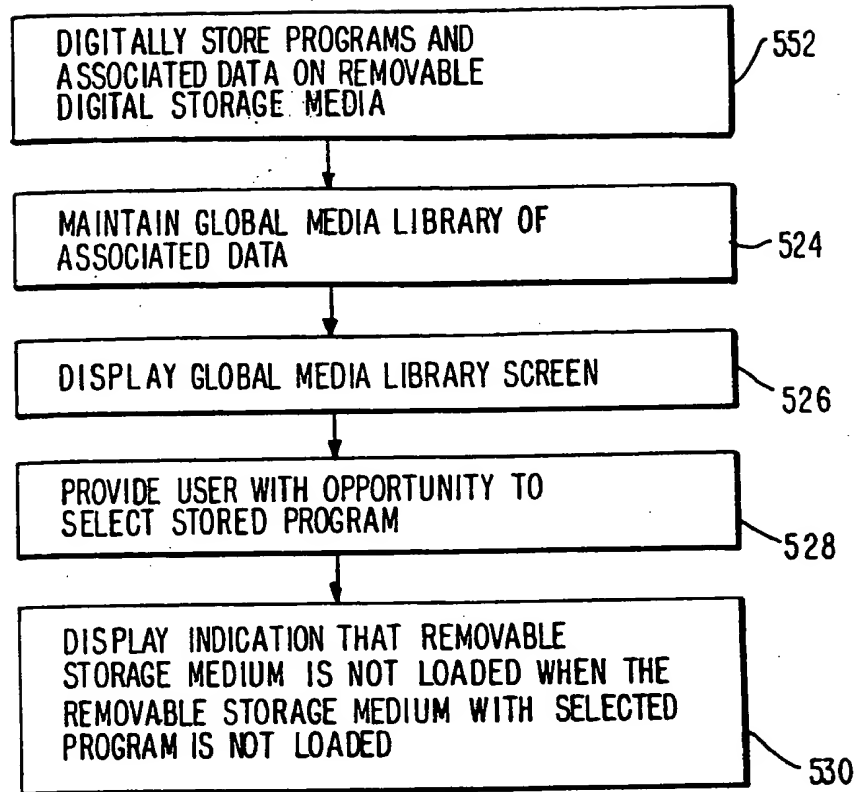 DIGITALLY STORE PROGRAMS AND
ASSOCIATED DATA ON REMOVABLE
DIGITAL STORAGE MEDIA
552
MAINTAIN GLOBAL MEDIA LIBRARY OF
ASSOCIATED DATA
524
DISPLAY GLOBAL MEDIA LIBRARY SCREEN
526
PROVIDE USER WITH OPPORTUNITY TO
SELECT STORED PROGRAM
528
DISPLAY INDICATION THAT REMOVABLE
STORAGE MEDIUM IS NOT LOADED WHEN THE
REMOVABLE STORAGE MEDIUM WITH SELECTED
PROGRAM IS NOT LOADED
530